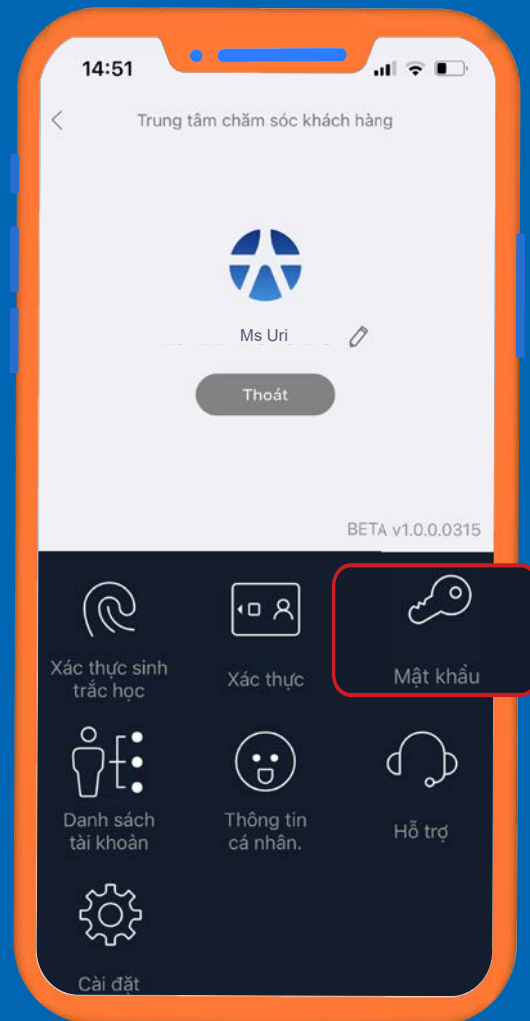 14:51
Trung tâm chăm sóc khách hàng
Ms Uri
Thoát
BETA v1.0.0.0315
Xác thực sinh
trắc học
Xác thực
Mật khẩu
Danh sách
tài khoản
Thông tin
cá nhân.
Hỗ trợ
Cài đặt